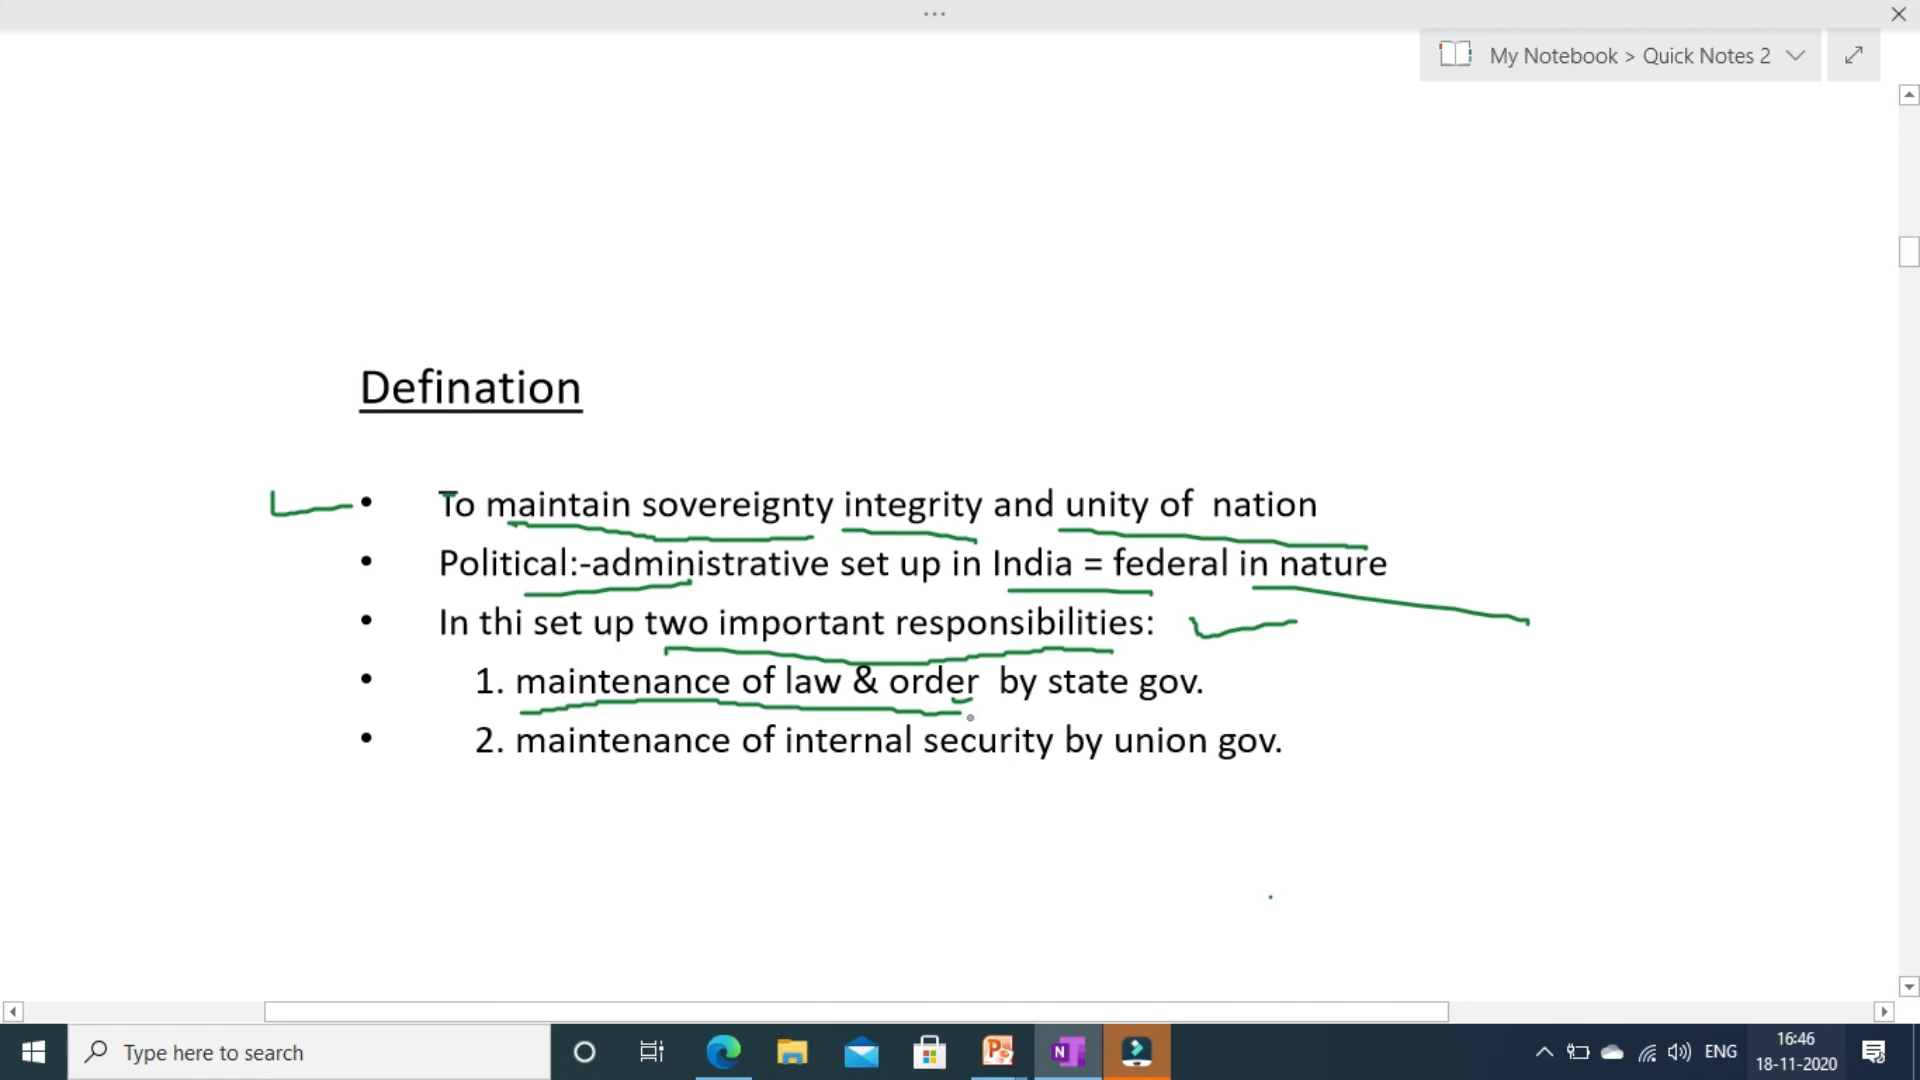 ...
My Notebook > Quick Notes 2
Defination
• To maintain sovereignty integrity and unity of nation
• Political:-administrative set up in India = federal in nature
• In thi set up two important responsibilities:
• 1. maintenance of law & order by state gov.
• 2. maintenance of internal security by union gov.
Type here to search
ENG
16:46
18-11-2020